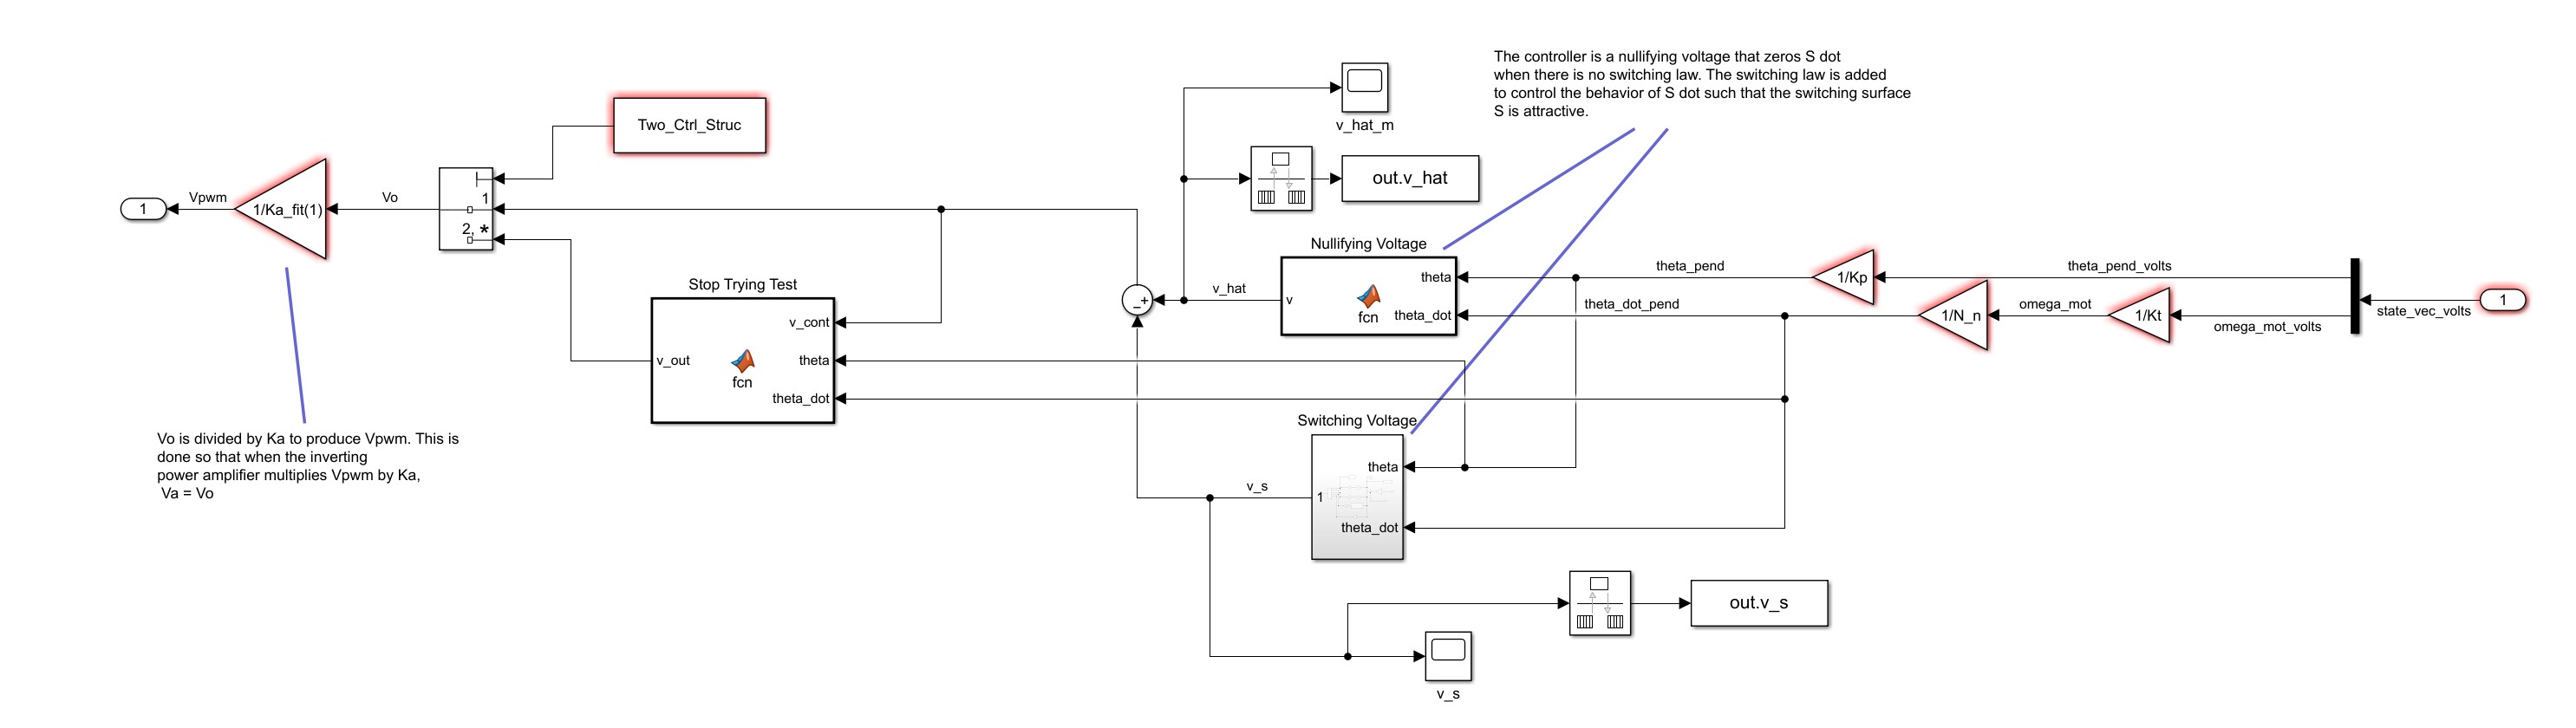 The controller is a nullifying voltage that zeros S dot
when there is no switching law. The switching law is added
to control the behavior of S dot such that the switching surface
S is attractive.
Two_Ctrl_Struc
v_hat_m
out.v_hat
1
Vpwm
1/Ka_fit(1)
Vo
1
2, *
Nullifying Voltage
theta
v
fcn
theta_dot
v_hat
_+
theta_pend
1/Kp
theta_pend_volts
theta_dot_pend
1/N_n
omega_mot
1/Kt
omega_mot_volts
1
state_vec_volts
Stop Trying Test
v_cont
v_out
theta
fcn
theta_dot
Vo is divided by Ka to produce Vpwm. This is
done so that when the inverting
power amplifier multiplies Vpwm by Ka,
Va = Vo
Switching Voltage
theta
v_s
1
theta_dot
out.v_s
v_s